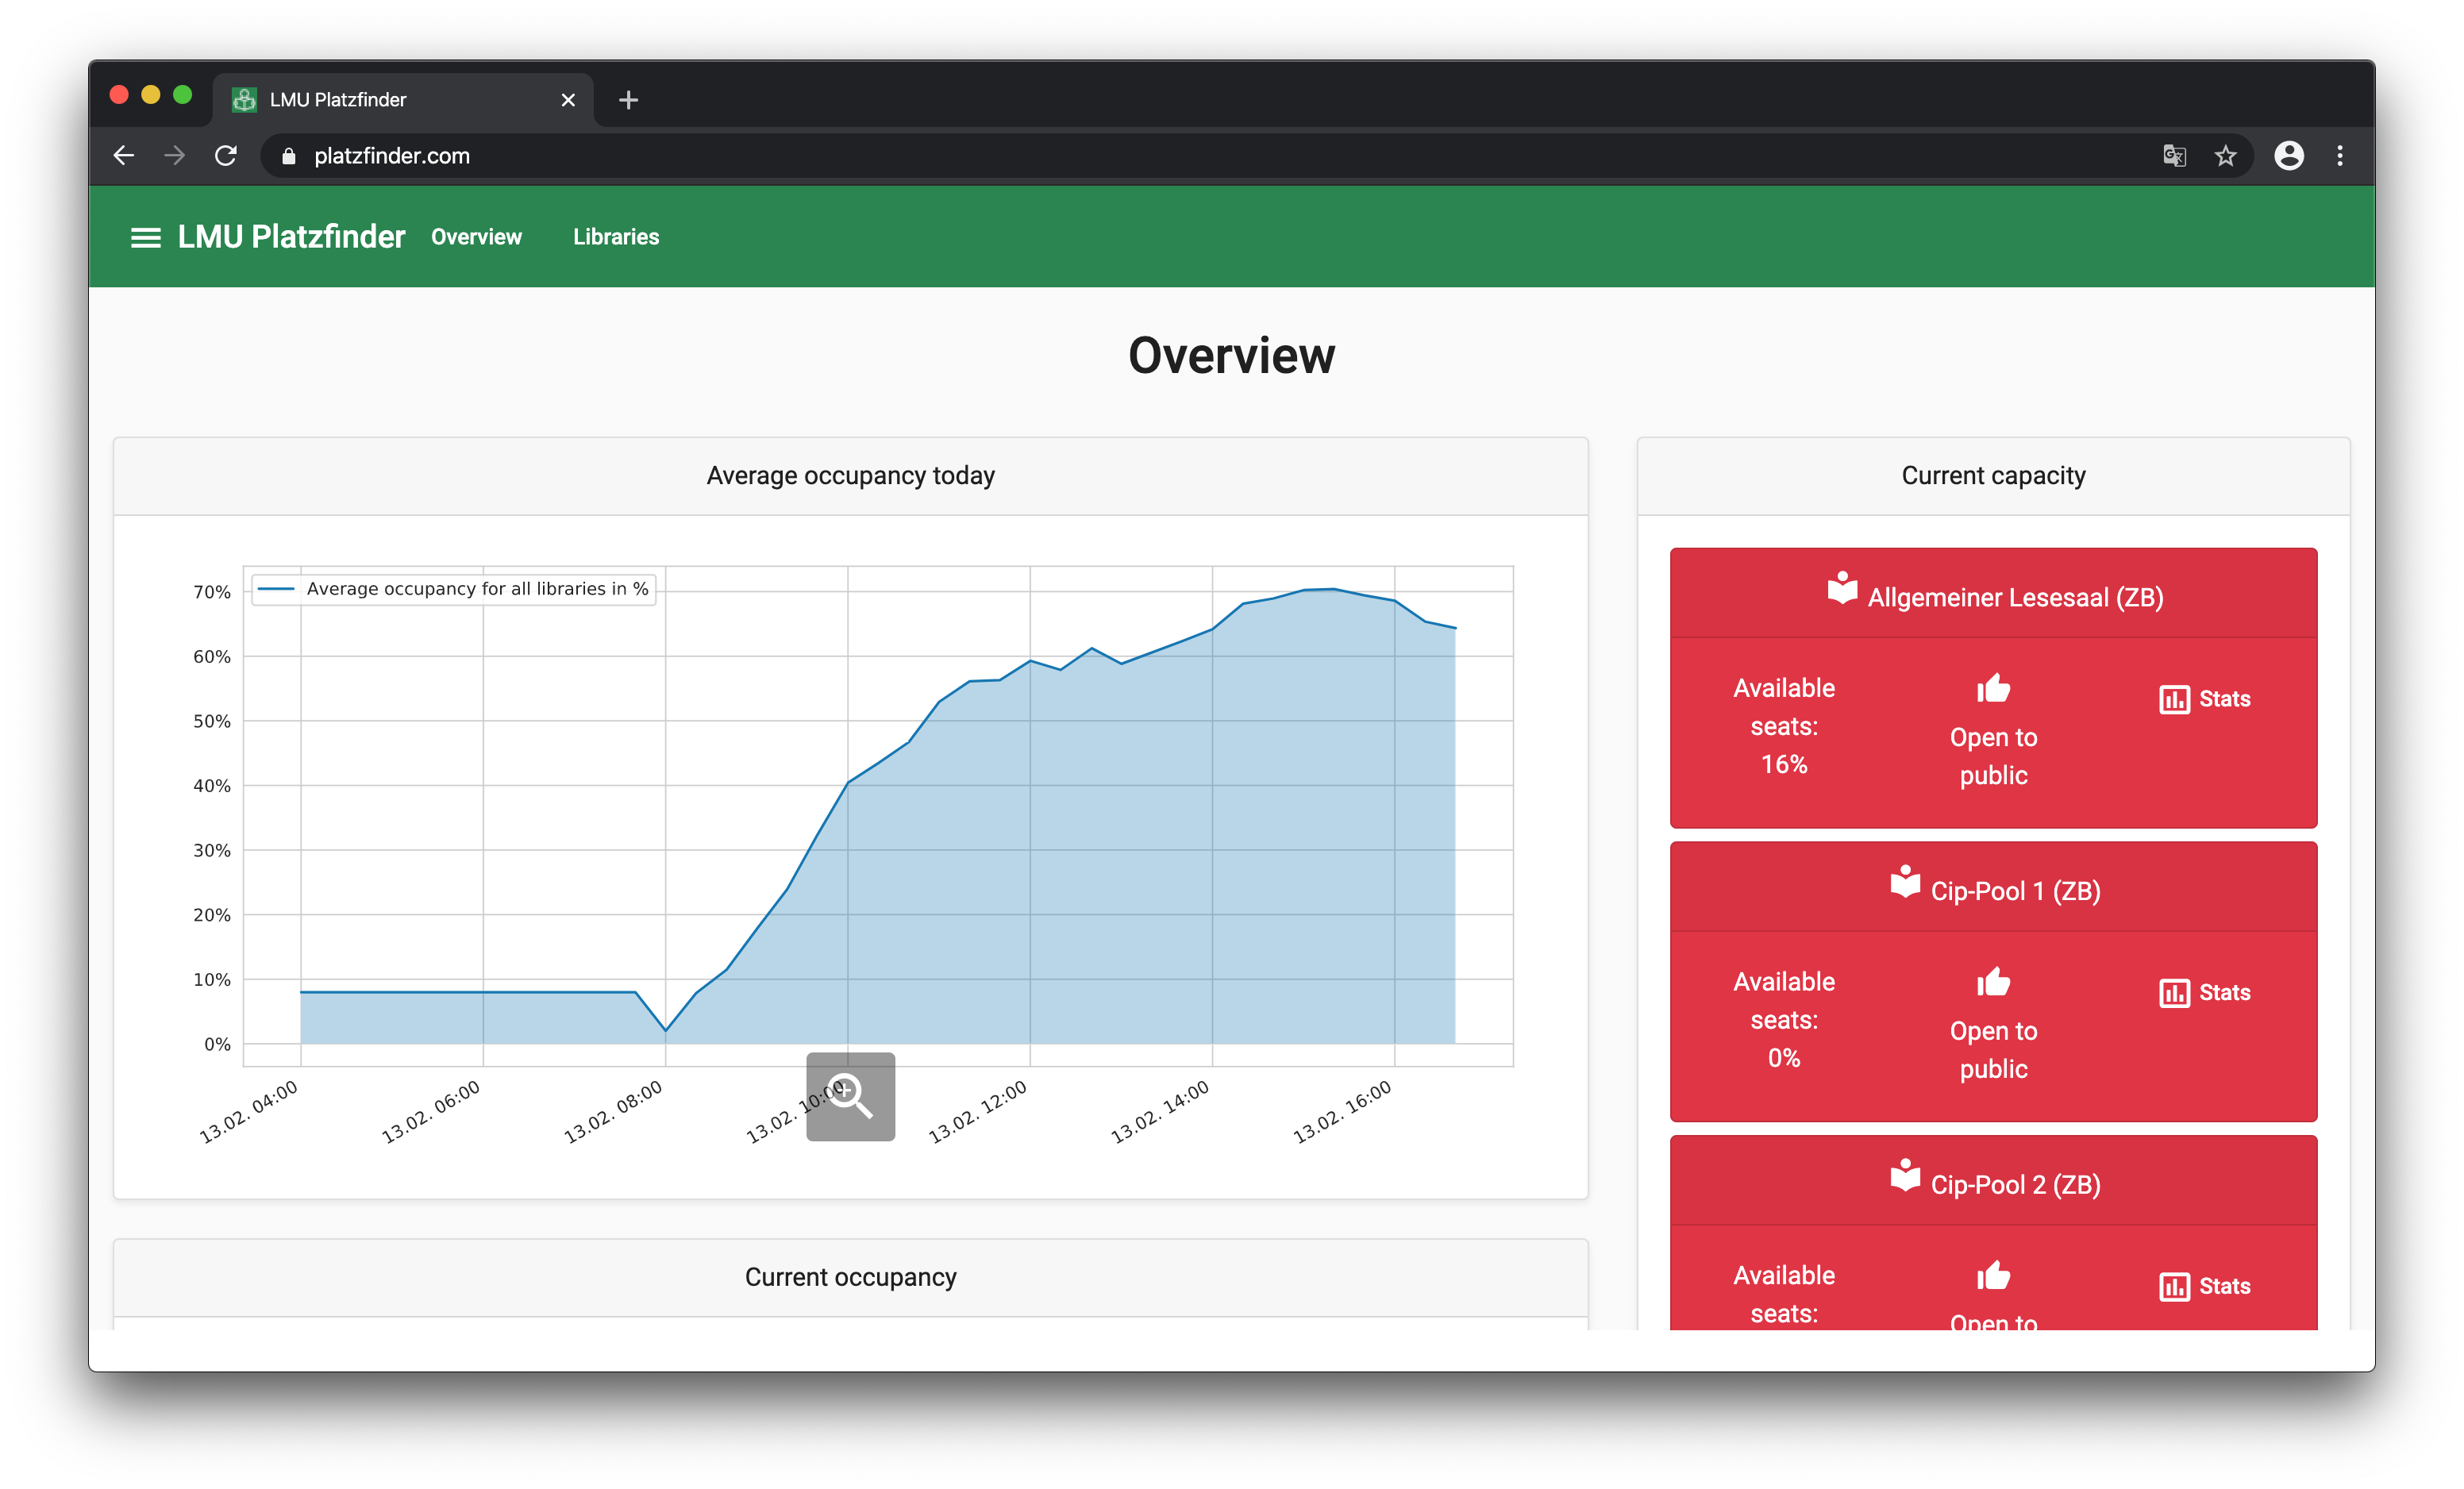 LMU Platzfinder
platzfinder.com
LMU Platzfinder Overview Libraries
Overview
Average occupancy today
Average occupancy for all libraries in %
70%
60%
50%
40%
30%
20%
10%
0%
13.02. 04:00
13.02. 06:00
13.02. 08:00
13.02. 10:00
13.02. 12:00
13.02. 14:00
13.02. 16:00
Current occupancy
Current capacity
Allgemeiner Lesesaal (ZB)
Available
seats:
16%
Open to
public
Stats
Cip-Pool 1 (ZB)
Available
seats:
0%
Open to
public
Stats
Cip-Pool 2 (ZB)
Available
seats:
Open to
Stats